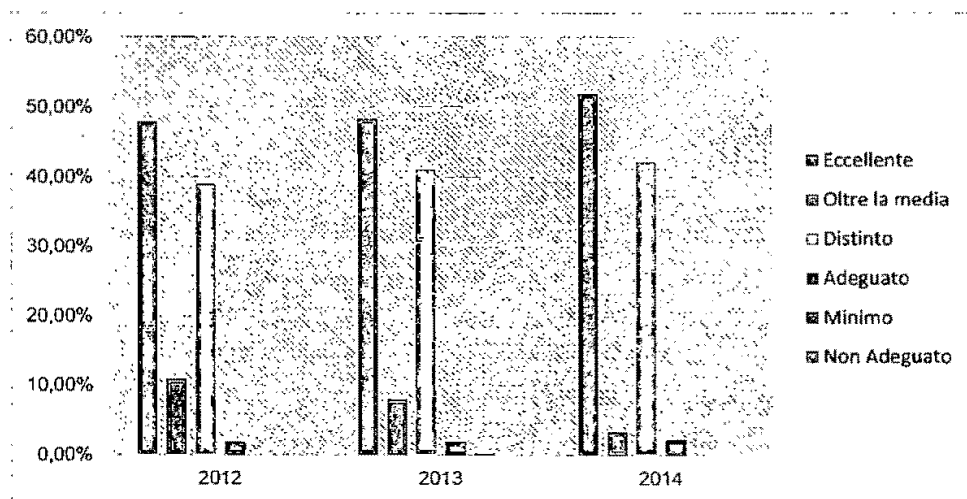 60,00%
50,00%
40,00%
30,00%
20,00%
10,00%
0,00%
2012
2013
2014
Eccellente
Oltre la media
Distinto
Adeguato
Minimo
Non Adeguato